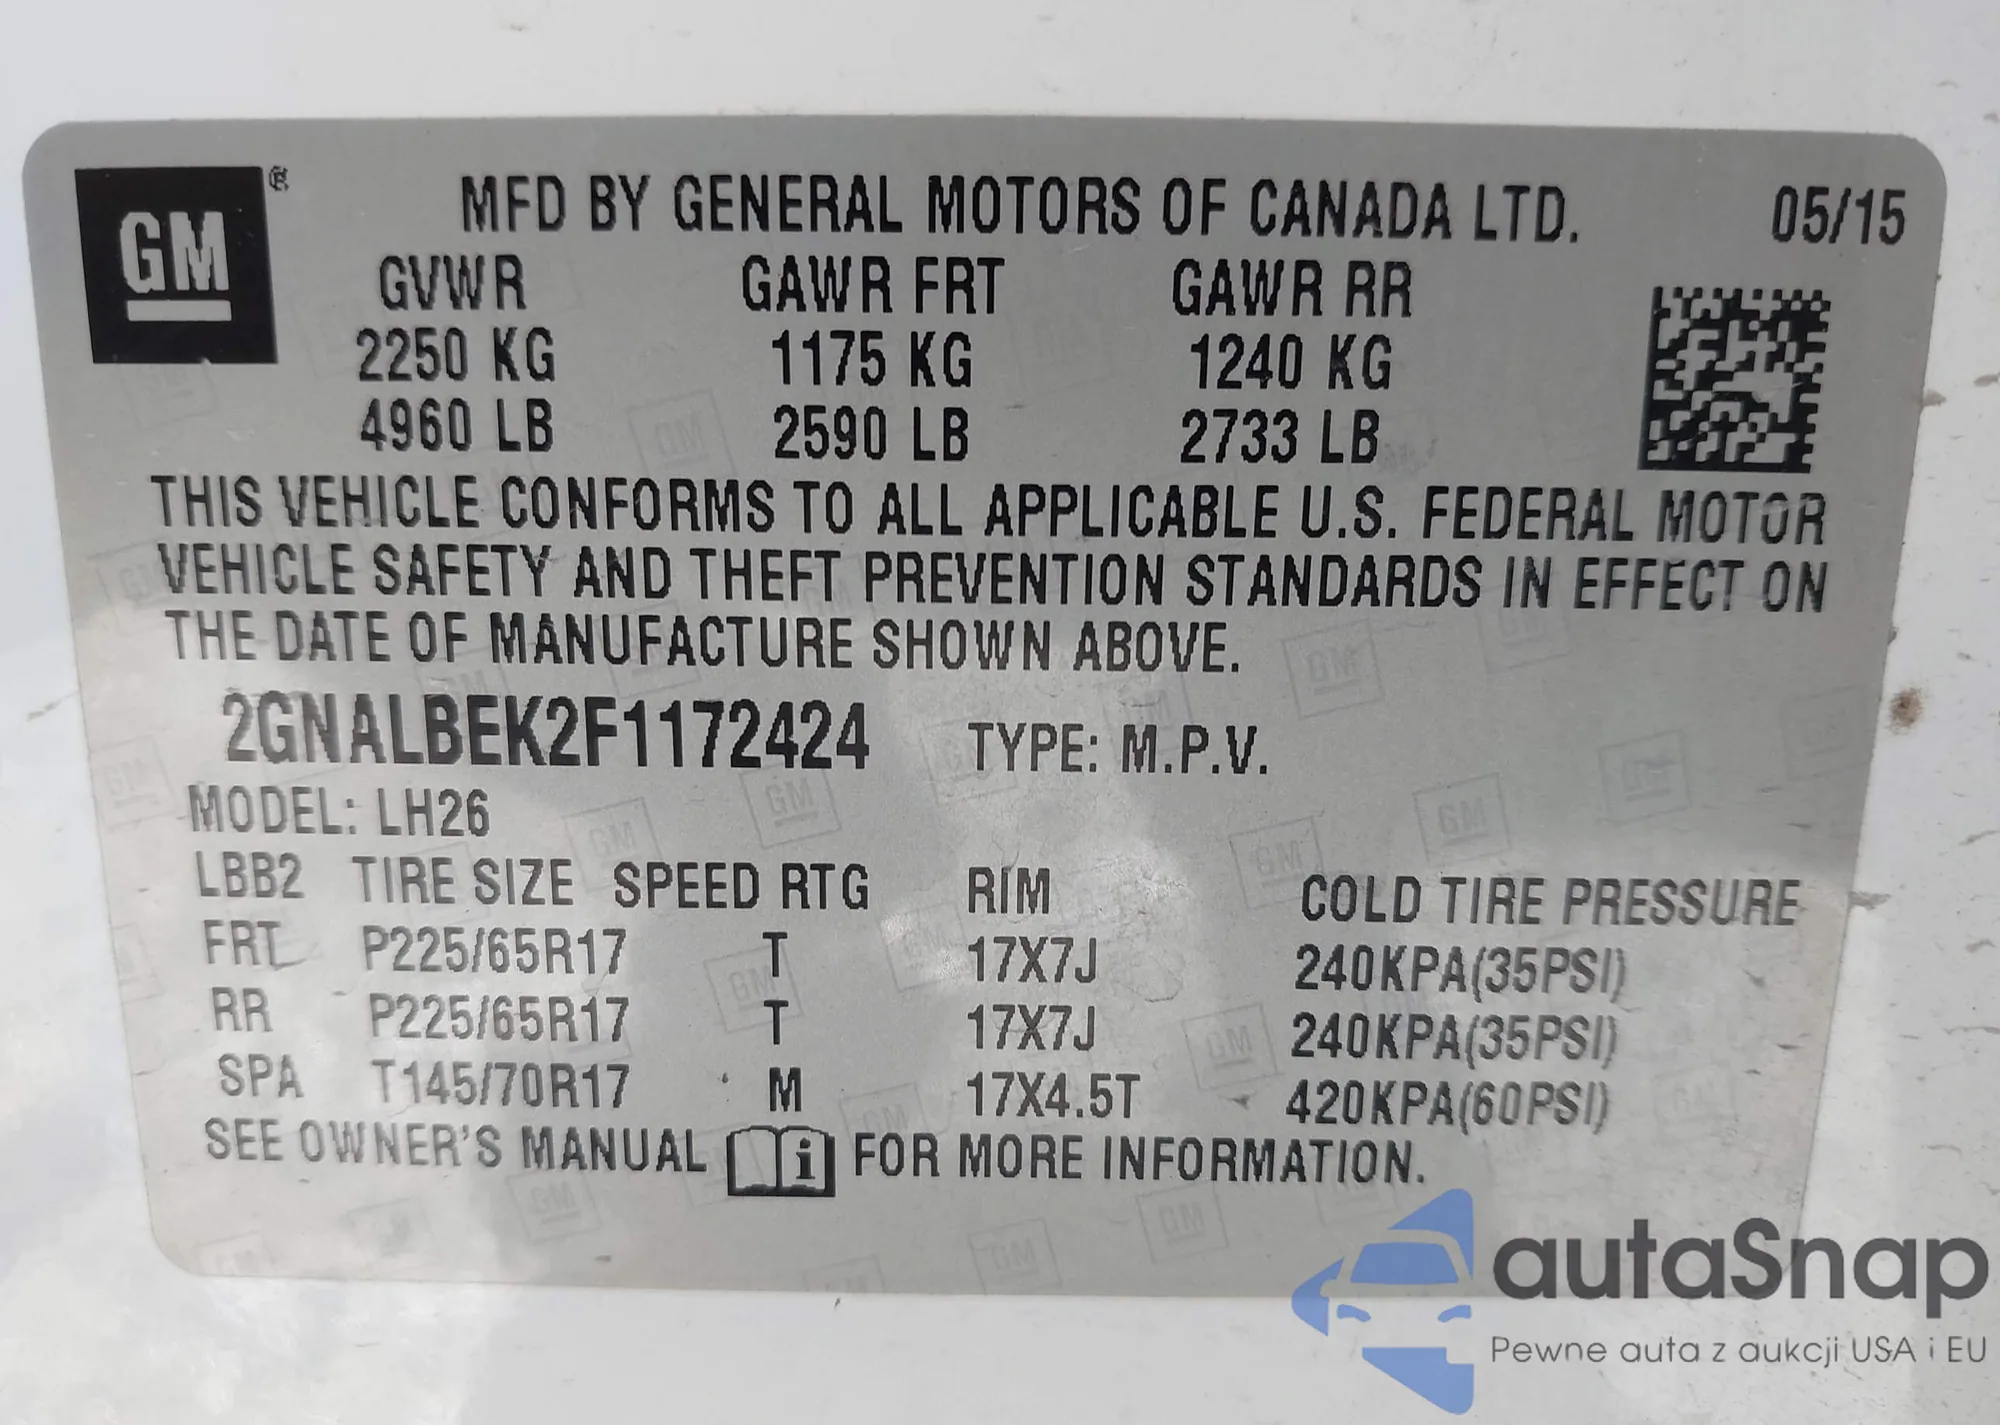 GM ®
MFD BY GENERAL MOTORS OF CANADA LTD. 05/15
GVWR GAWR FRT GAWR RR
2250 KG 1175 KG 1240 KG
4960 LB 2590 LB 2733 LB
THIS VEHICLE CONFORMS TO ALL APPLICABLE U.S. FEDERAL MOTOR
VEHICLE SAFETY AND THEFT PREVENTION STANDARDS IN EFFECT ON
THE DATE OF MANUFACTURE SHOWN ABOVE.
2GNALBEK2F1172424 TYPE: M.P.V.
MODEL: LH26
LBB2 TIRE SIZE SPEED RTG RIM COLD TIRE PRESSURE
FRT P225/65R17 T 17X7J 240KPA(35PSI)
RR P225/65R17 T 17X7J 240KPA(35PSI)
SPA T145/70R17 M 17X4.5T 420KPA(60PSI)
SEE OWNER'S MANUAL i FOR MORE INFORMATION.
autaSnap
Pewne auta z aukcji USA i EU